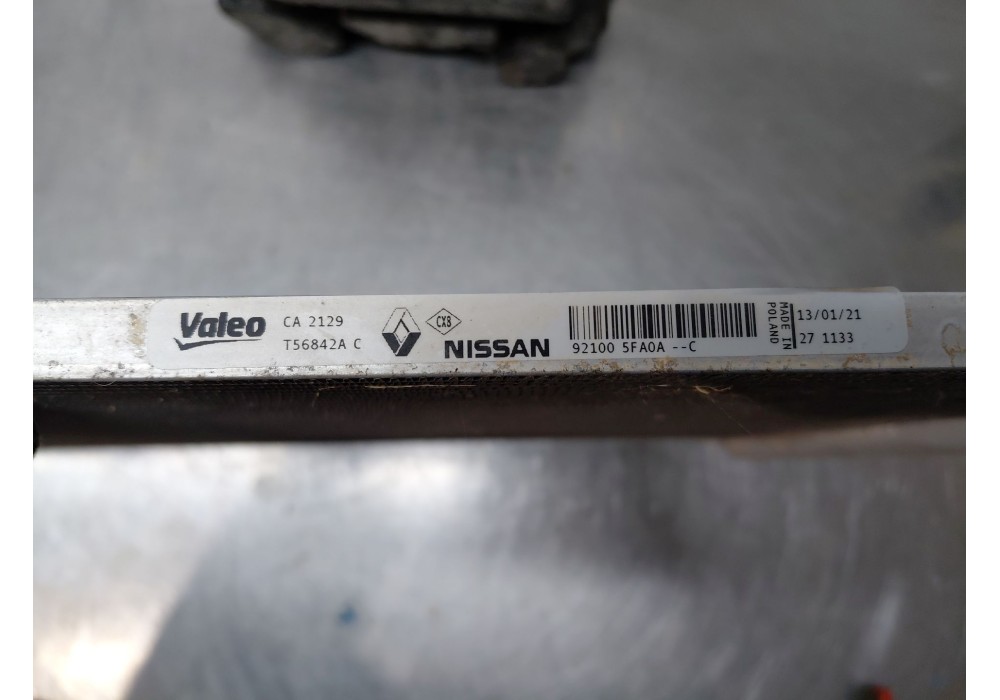 Valeo
CA 2129
T56842A C
CX8
NISSAN
92100 5FA0A --C
MADE IN
POLAND
13/01/21
27 1133